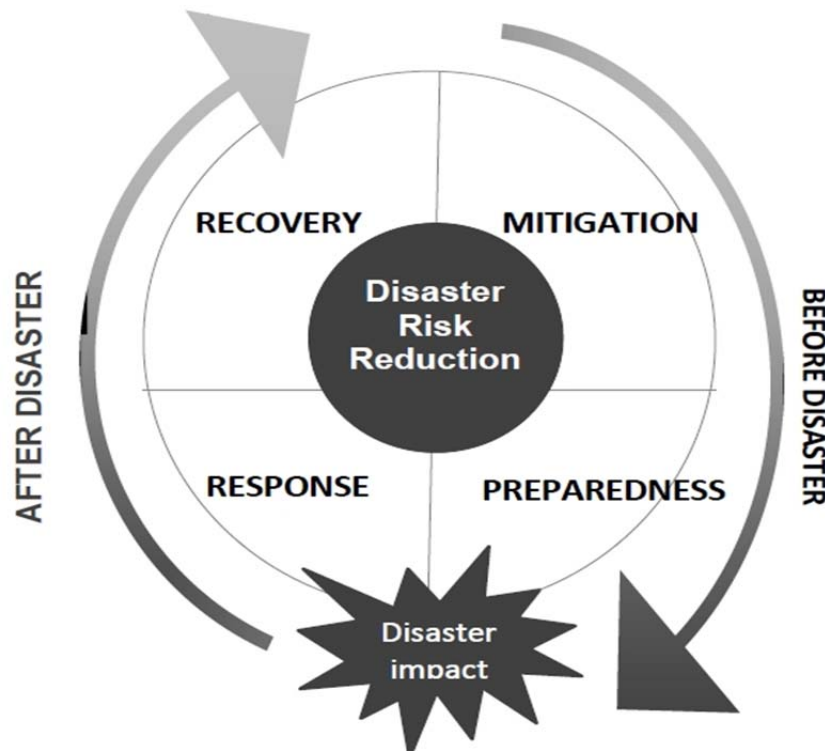 RECOVERY
MITIGATION
Disaster
Risk
Reduction
AFTER DISASTER
BEFORE DISASTER
RESPONSE
PREPAREDNESS
Disaster
impact